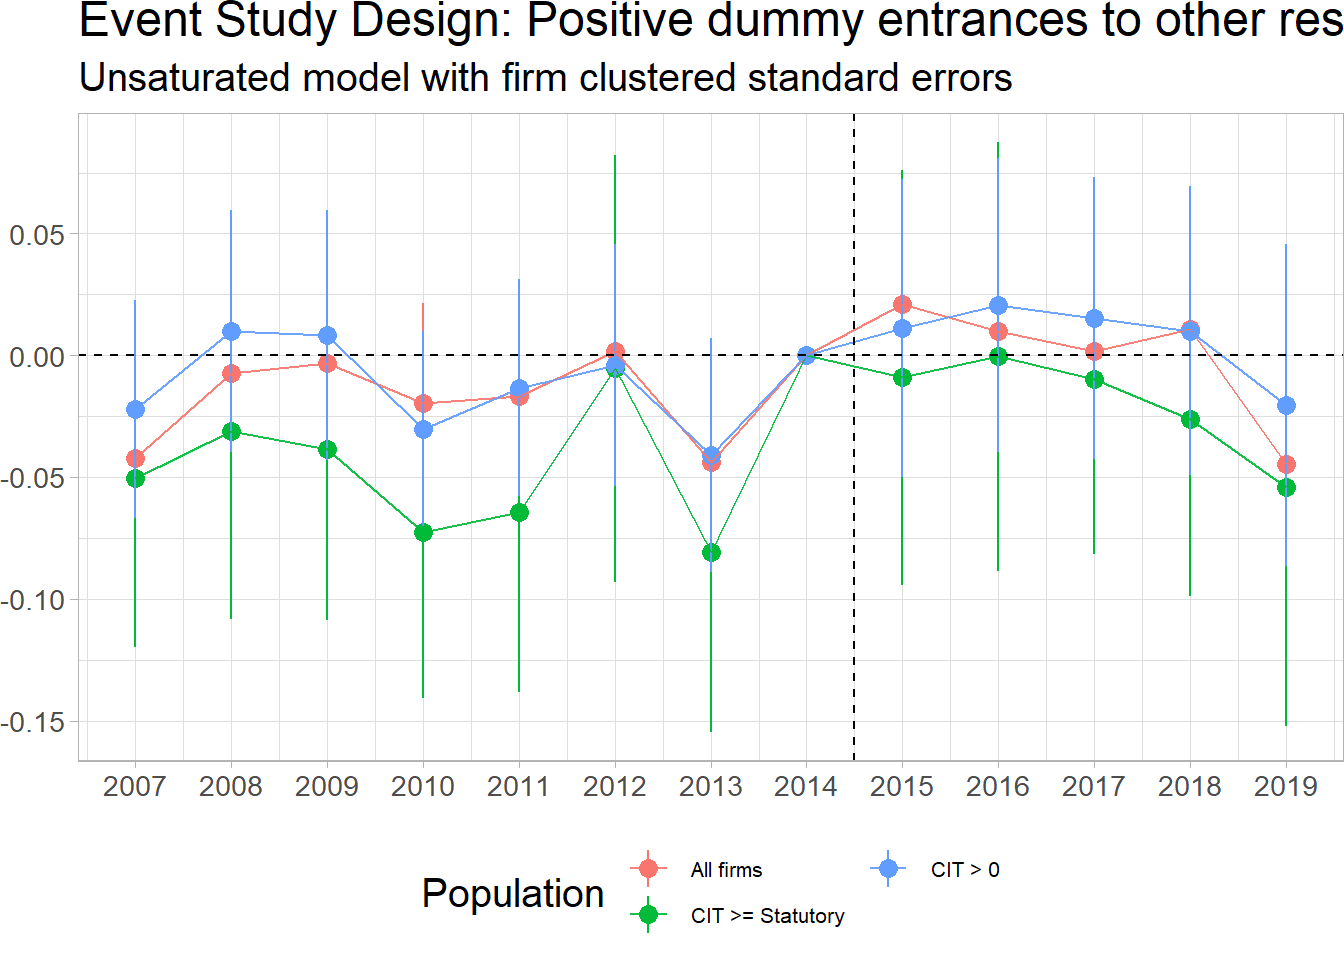 Event Study Design: Positive dummy entrances to other res
Unsaturated model with firm clustered standard errors
0.05
0.00
-0.05
-0.10
-0.15
2007 2008 2009 2010 2011 2012 2013 2014 2015 2016 2017 2018 2019
Population
All firms
CIT > 0
CIT >= Statutory